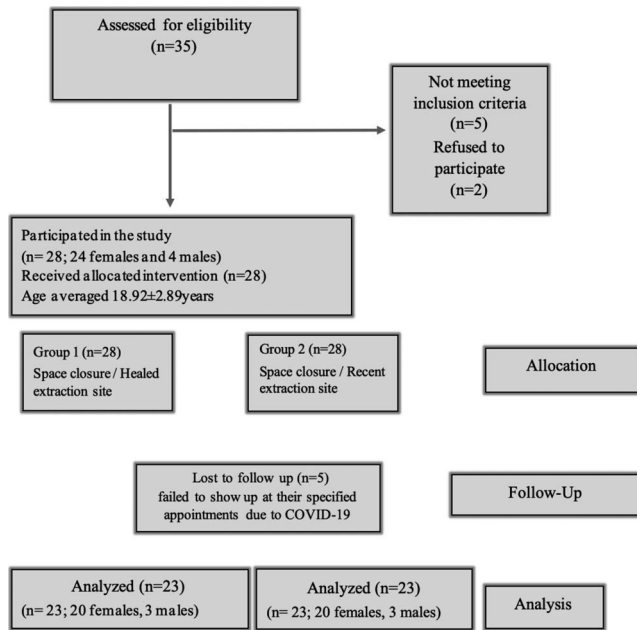 Assessed for eligibility
(n=35)
Not meeting
inclusion criteria
(n=5)
Refused to
participate
(n=2)
Participated in the study
(n= 28; 24 females and 4 males)
Received allocated intervention (n=28)
Age averaged 18.92±2.89years
Group 1 (n=28)
Space closure / Healed
extraction site
Group 2 (n=28)
Space closure / Recent
extraction site
Allocation
Lost to follow up (n=5)
failed to show up at their specified
appointments due to COVID-19
Follow-Up
Analyzed (n=23)
(n= 23; 20 females, 3 males)
Analyzed (n=23)
(n= 23; 20 females, 3 males)
Analysis